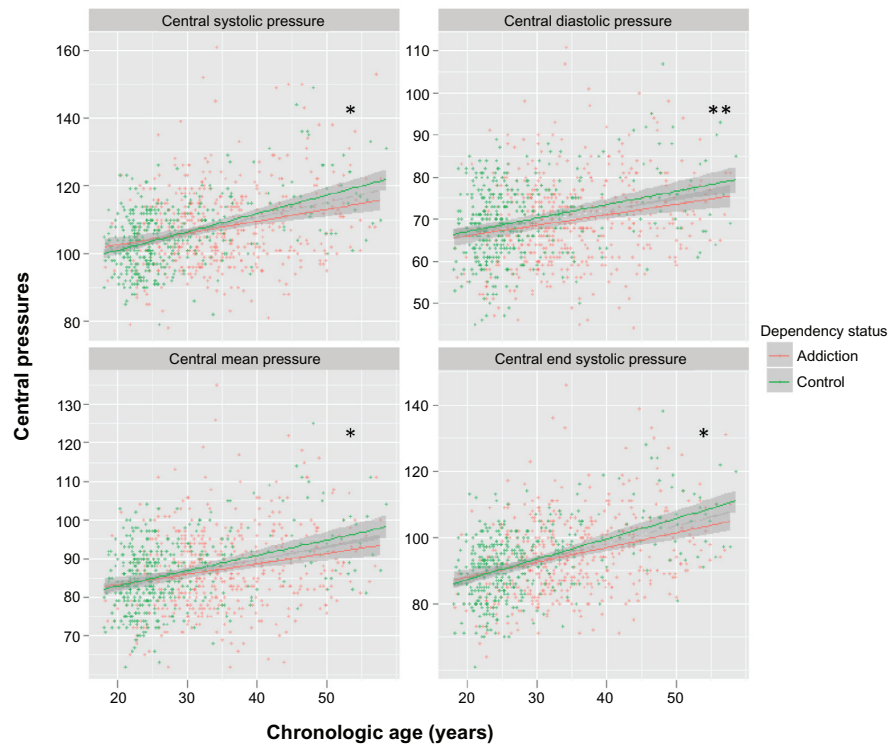 Central systolic pressure
Central diastolic pressure
160
140
120
100
80
*
110
100
90
80
70
60
50
**
Central mean pressure
Central end systolic pressure
130
120
110
100
90
80
70
*
140
120
100
80
*
20 30 40 50
20 30 40 50
Central pressures
Chronologic age (years)
Dependency status
Addiction
Control